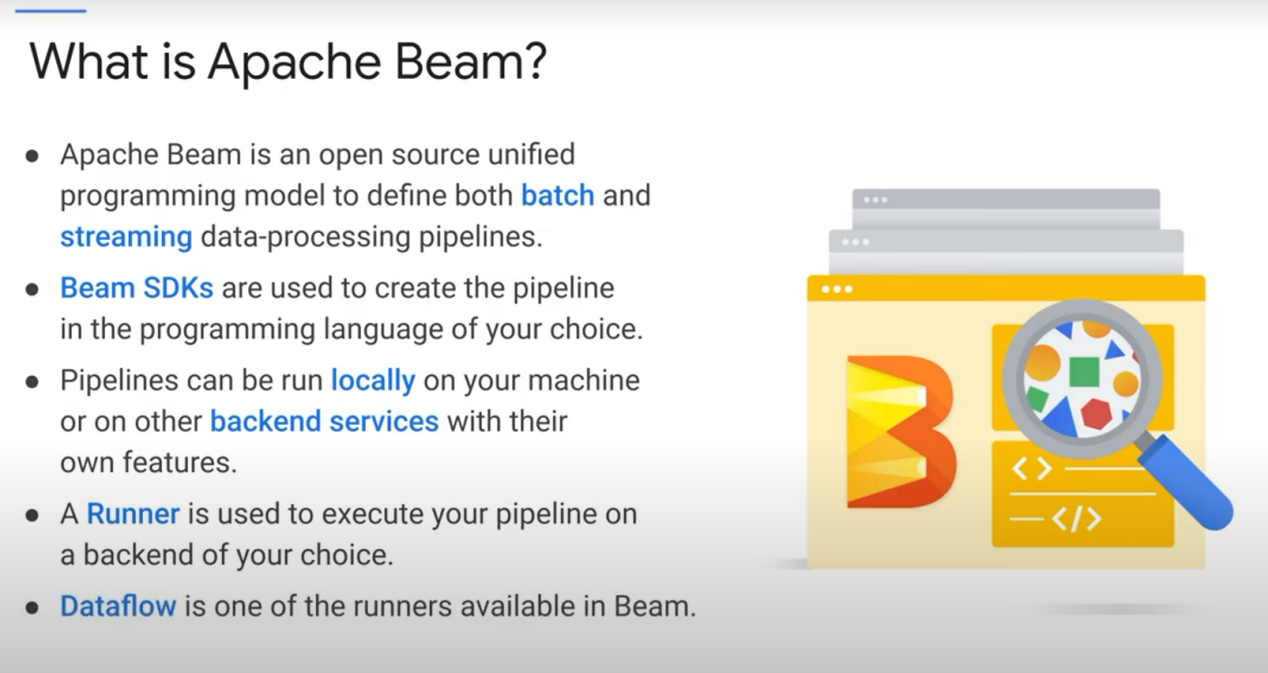 What is Apache Beam?
● Apache Beam is an open source unified
programming model to define both batch and
streaming data-processing pipelines.
● Beam SDKs are used to create the pipeline
in the programming language of your choice.
● Pipelines can be run locally on your machine
or on other backend services with their
own features.
● A Runner is used to execute your pipeline on
a backend of your choice.
● Dataflow is one of the runners available in Beam.
B
<>
</>